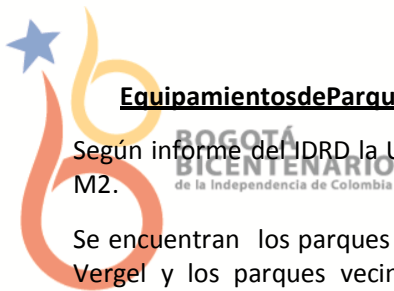 EquipamientosdeParqu
Según informe del IDRD la U
BOGOTÁ
BICENTENARIO
de la Independencia de Colombia
M2.
Se encuentran los parques
Vergel y los parques vecin